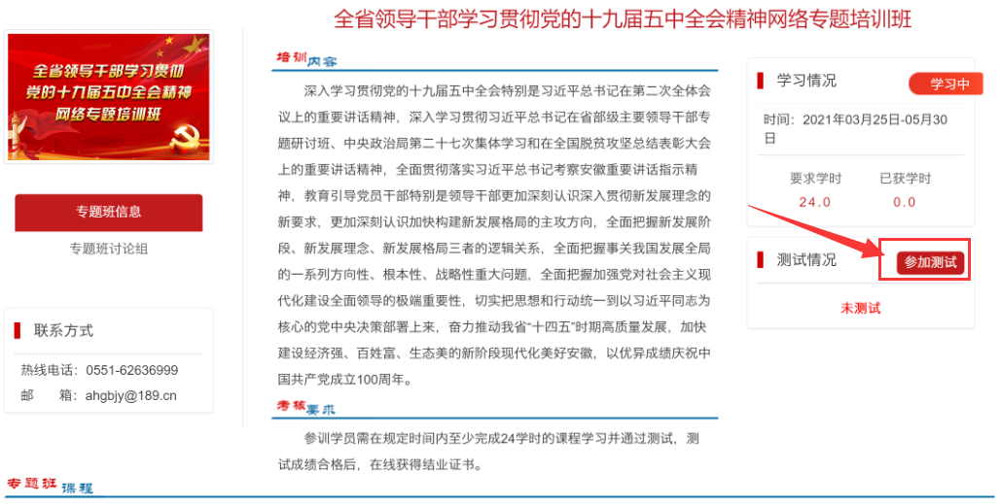 全省领导干部学习贯彻党的十九届五中全会精神网络专题培训班
全省领导干部学习贯彻
党的十九届五中全会精神
网络专题培训班
专题班信息
专题班讨论组
联系方式
热线电话：0551-62636999
邮 箱：ahgbjy@189.cn
培训内容
深入学习贯彻党的十九届五中全会特别是习近平总书记在第二次全体会
议上的重要讲话精神，深入学习贯彻习近平总书记在省部级主要领导干部专
题研讨班、中央政治局第二十七次集体学习和在全国脱贫攻坚总结表彰大会
上的重要讲话精神，全面贯彻落实习近平总书记考察安徽重要讲话指示精
神，教育引导党员干部特别是领导干部更加深刻认识深入贯彻新发展理念的
新要求，更加深刻认识加快构建新发展格局的主攻方向，全面把握新发展阶
段、新发展理念、新发展格局三者的逻辑关系，全面把握事关我国发展全局
的一系列方向性、根本性、战略性重大问题，全面把握加强党对社会主义现
代化建设全面领导的极端重要性，切实把思想和行动统一到以习近平同志为
核心的党中央决策部署上来，奋力推动我省“十四五”时期高质量发展，加快
建设经济强、百姓富、生态美的新阶段现代化美好安徽，以优异成绩庆祝中
国共产党成立100周年。
考核要求
参训学员需在规定时间内至少完成24学时的课程学习并通过测试，测
试成绩合格后，在线获得结业证书。
学习情况
学习中
时间：2021年03月25日-05月30
日
要求学时 已获学时
24.0 0.0
测试情况
参加测试
未测试
专题班课程